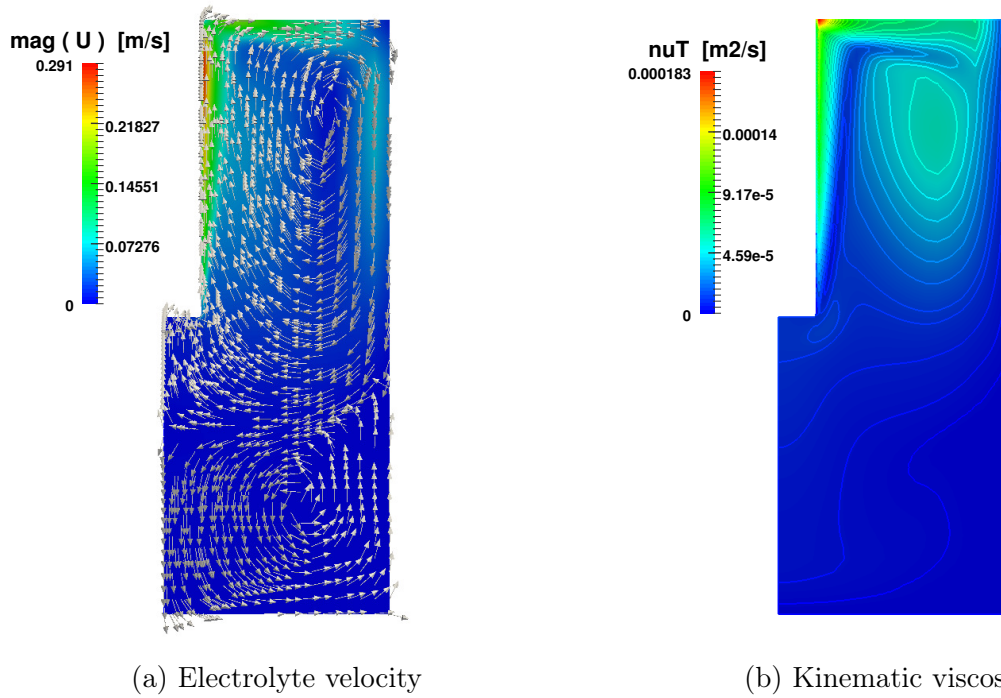 mag ( U ) [m/s]
0.291
0.21827
0.14551
0.07276
0
nuT [m2/s]
0.000183
0.00014
9.17e-5
4.59e-5
0
(a) Electrolyte velocity
(b) Kinematic viscos